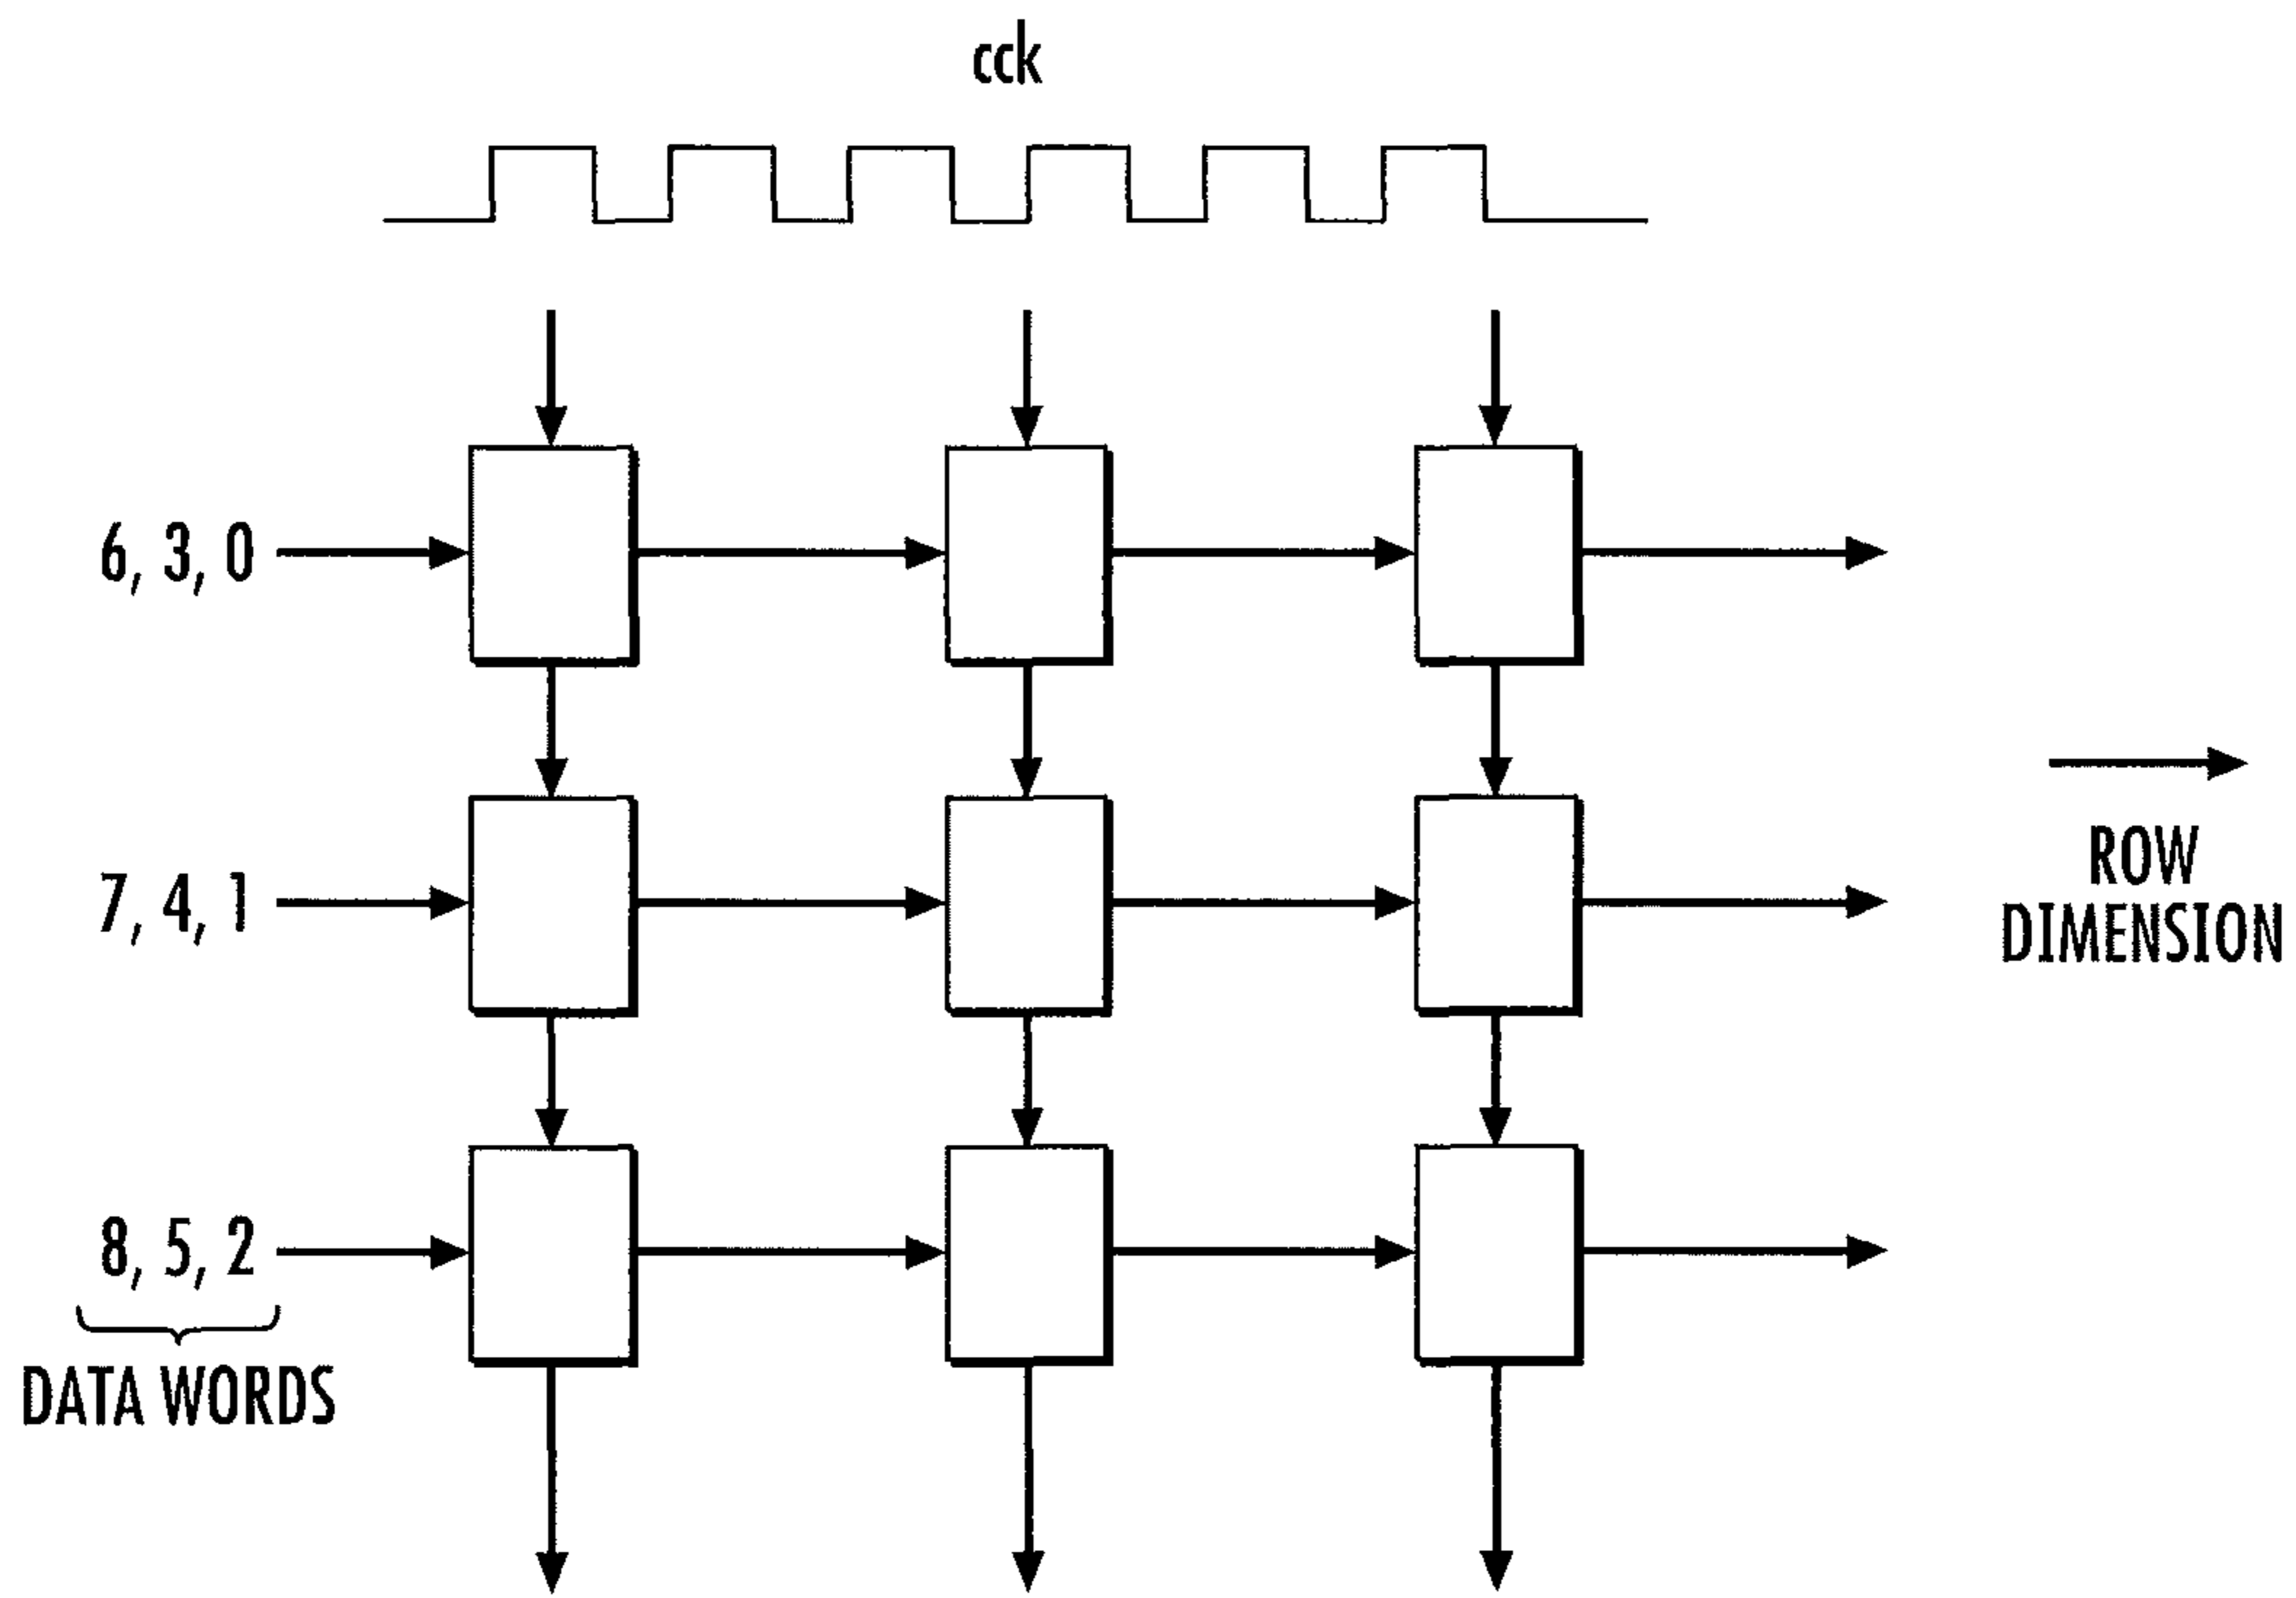 cck
6, 3, 0
7, 4, 1
ROW
DIMENSION
8, 5, 2
DATA WORDS